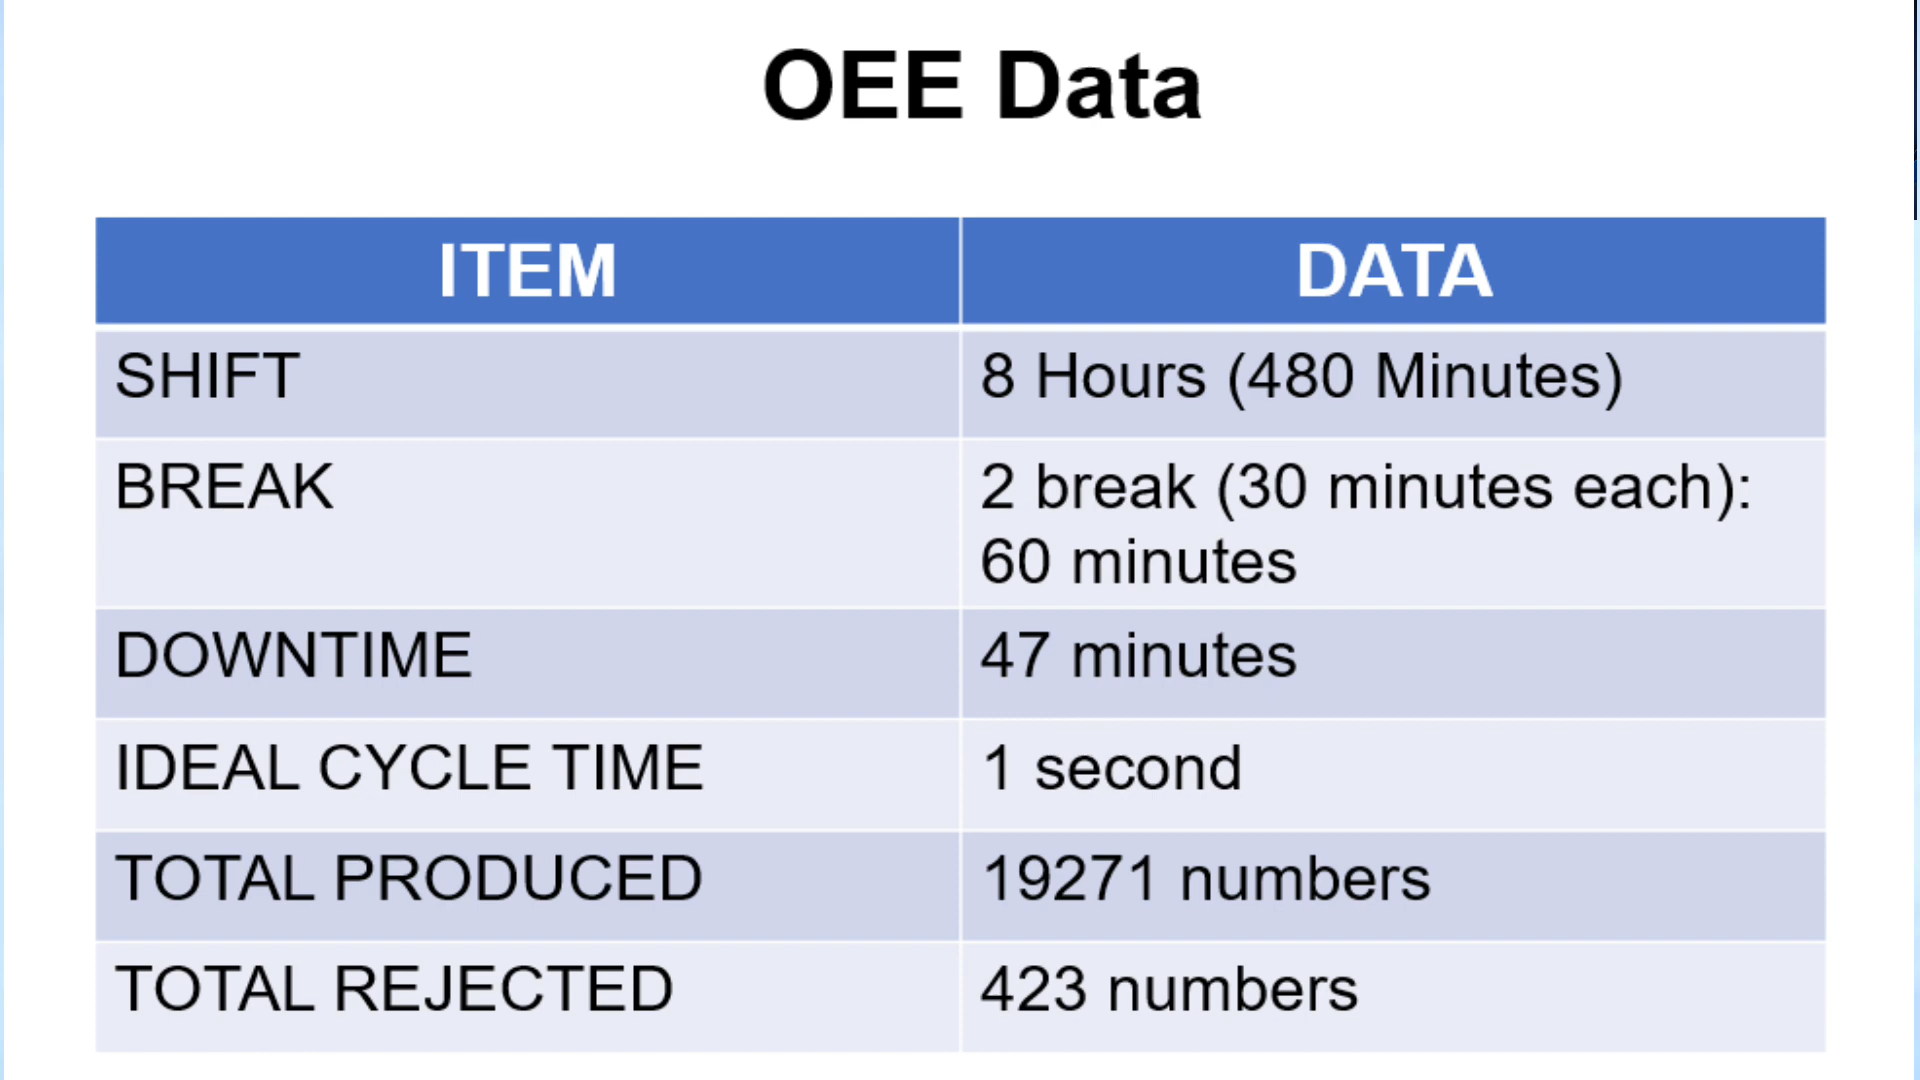 OEE Data
ITEM DATA
SHIFT 8 Hours (480 Minutes)
BREAK 2 break (30 minutes each):
60 minutes
DOWNTIME 47 minutes
IDEAL CYCLE TIME 1 second
TOTAL PRODUCED 19271 numbers
TOTAL REJECTED 423 numbers